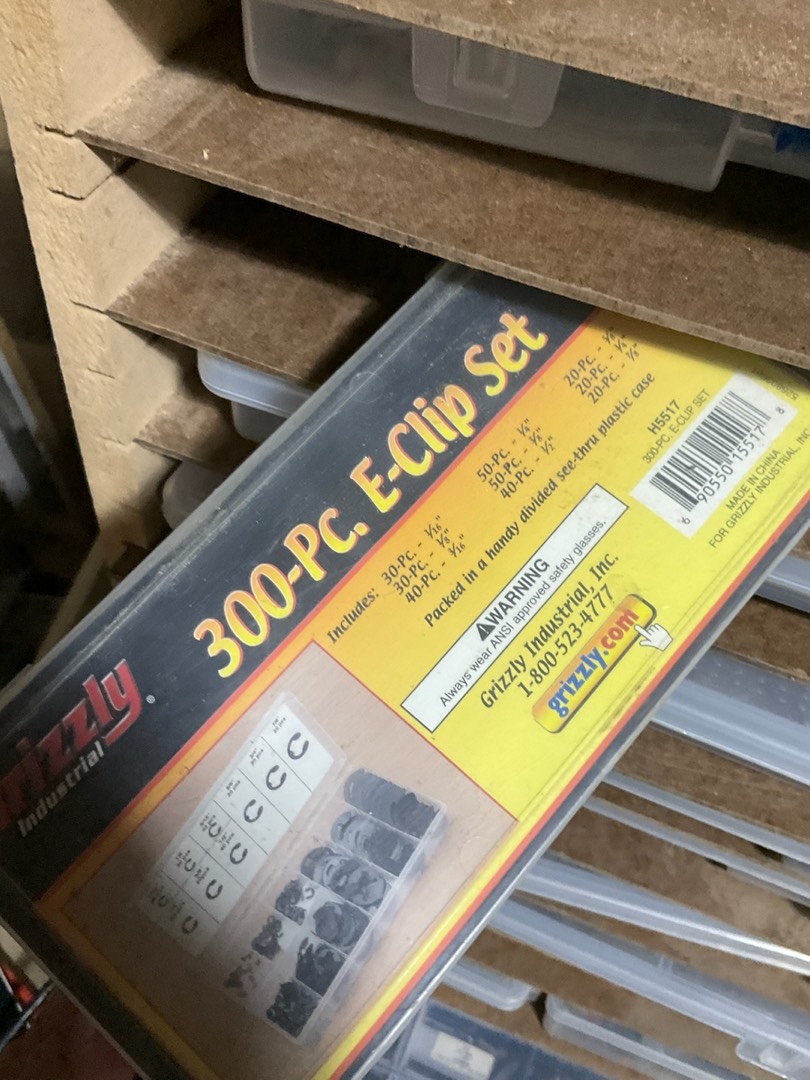 300-Pc. E-Clip Set
Includes: 30-Pc. - 1/16"
30-Pc. - 1/8"
40-Pc. - 3/16"
50-Pc. -
50-Pc. -
40-Pc. - 1/2"
20-Pc. -
20-Pc. -
20-Pc. -
Packed in a handy divided see-thru plastic case
⚠WARNING
Always wear ANSI approved safety glasses.
Grizzly Industrial, Inc.
1-800-523-4777
grizzly.com
H5517
300-PC. E-CLIP SET
6 90550 15517 8
MADE IN CHINA
FOR GRIZZLY INDUSTRIAL, INC.
Grizzly®
Industrial